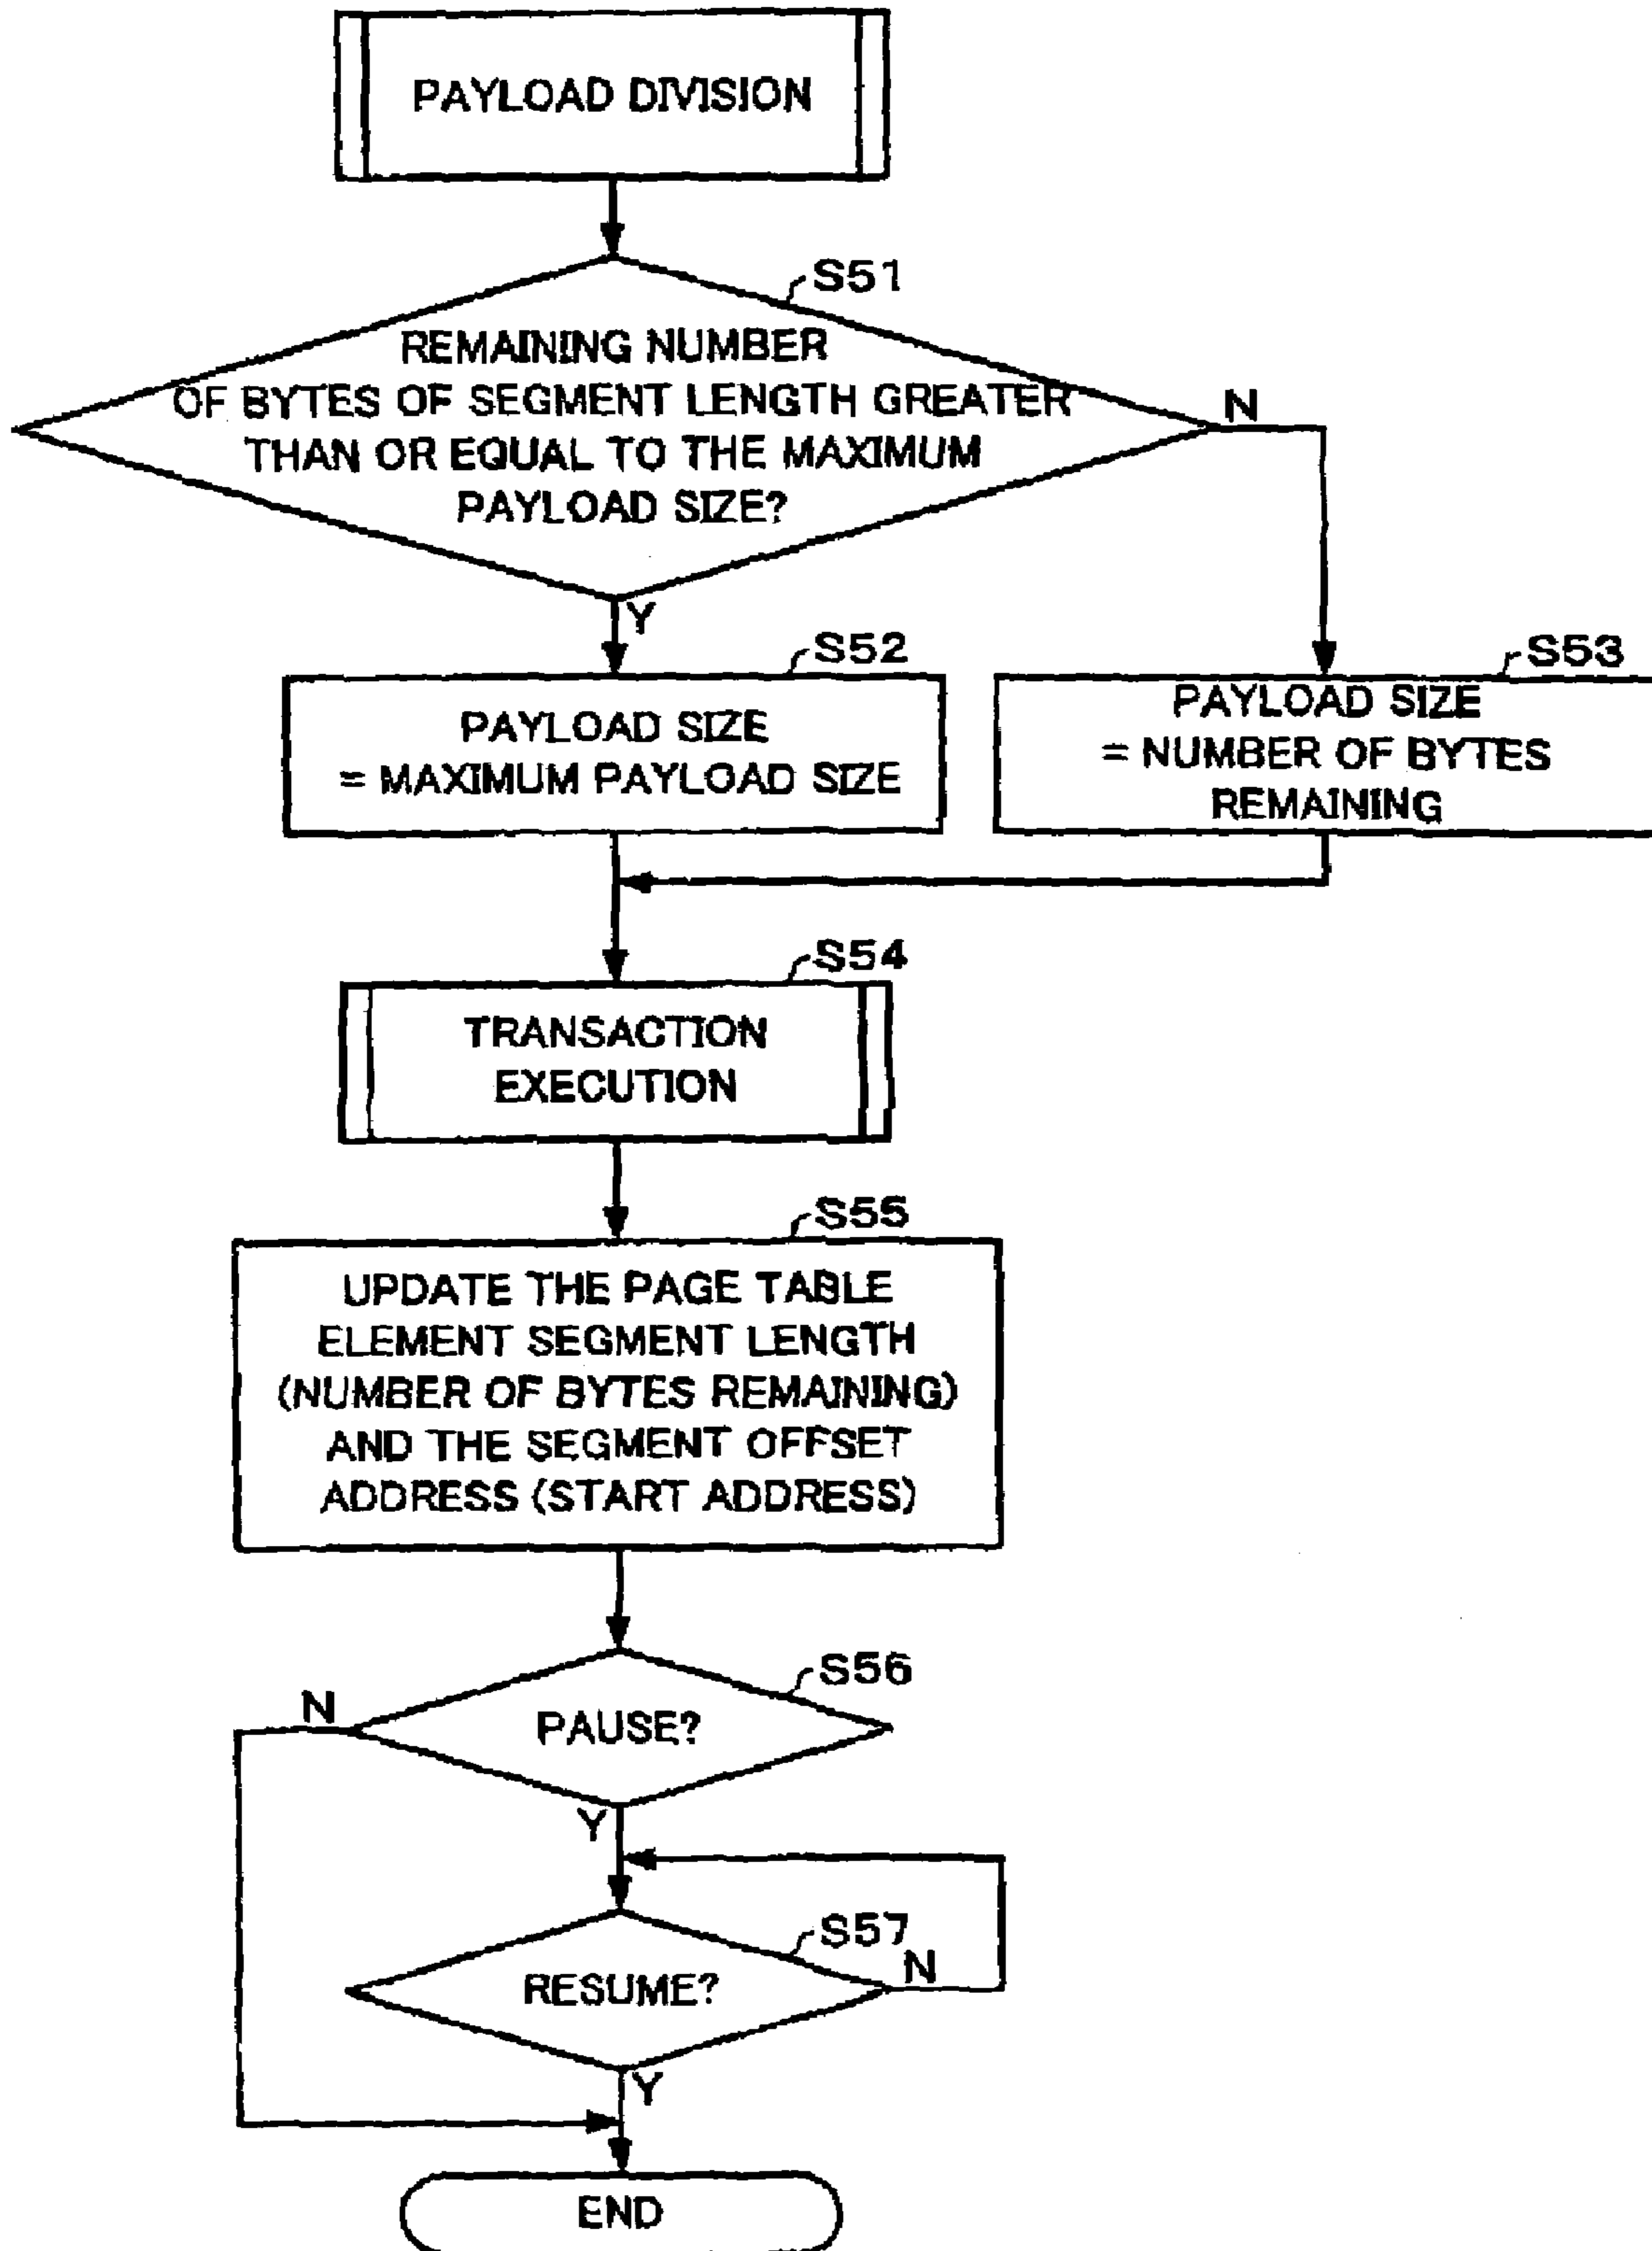 PAYLOAD DIVISION
S51
REMAINING NUMBER
OF BYTES OF SEGMENT LENGTH GREATER
THAN OR EQUAL TO THE MAXIMUM
PAYLOAD SIZE?
N
Y
S52
PAYLOAD SIZE
= MAXIMUM PAYLOAD SIZE
S53
PAYLOAD SIZE
= NUMBER OF BYTES
REMAINING
S54
TRANSACTION
EXECUTION
S55
UPDATE THE PAGE TABLE
ELEMENT SEGMENT LENGTH
(NUMBER OF BYTES REMAINING)
AND THE SEGMENT OFFSET
ADDRESS (START ADDRESS)
S56
N
PAUSE?
Y
S57
RESUME?
N
Y
END